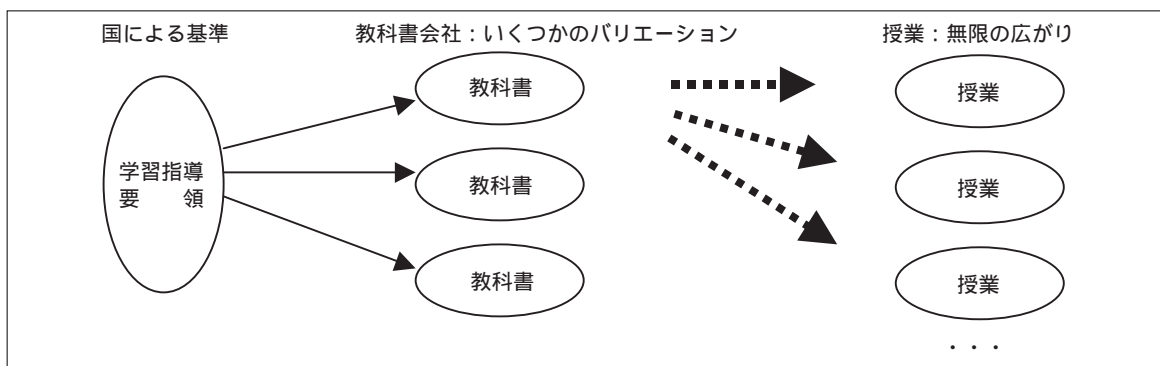 国による基準
教科書会社：いくつかのバリエーション
授業：無限の広がり
教科書
授業
学習指導
要　　領
教科書
授業
教科書
授業
・・・